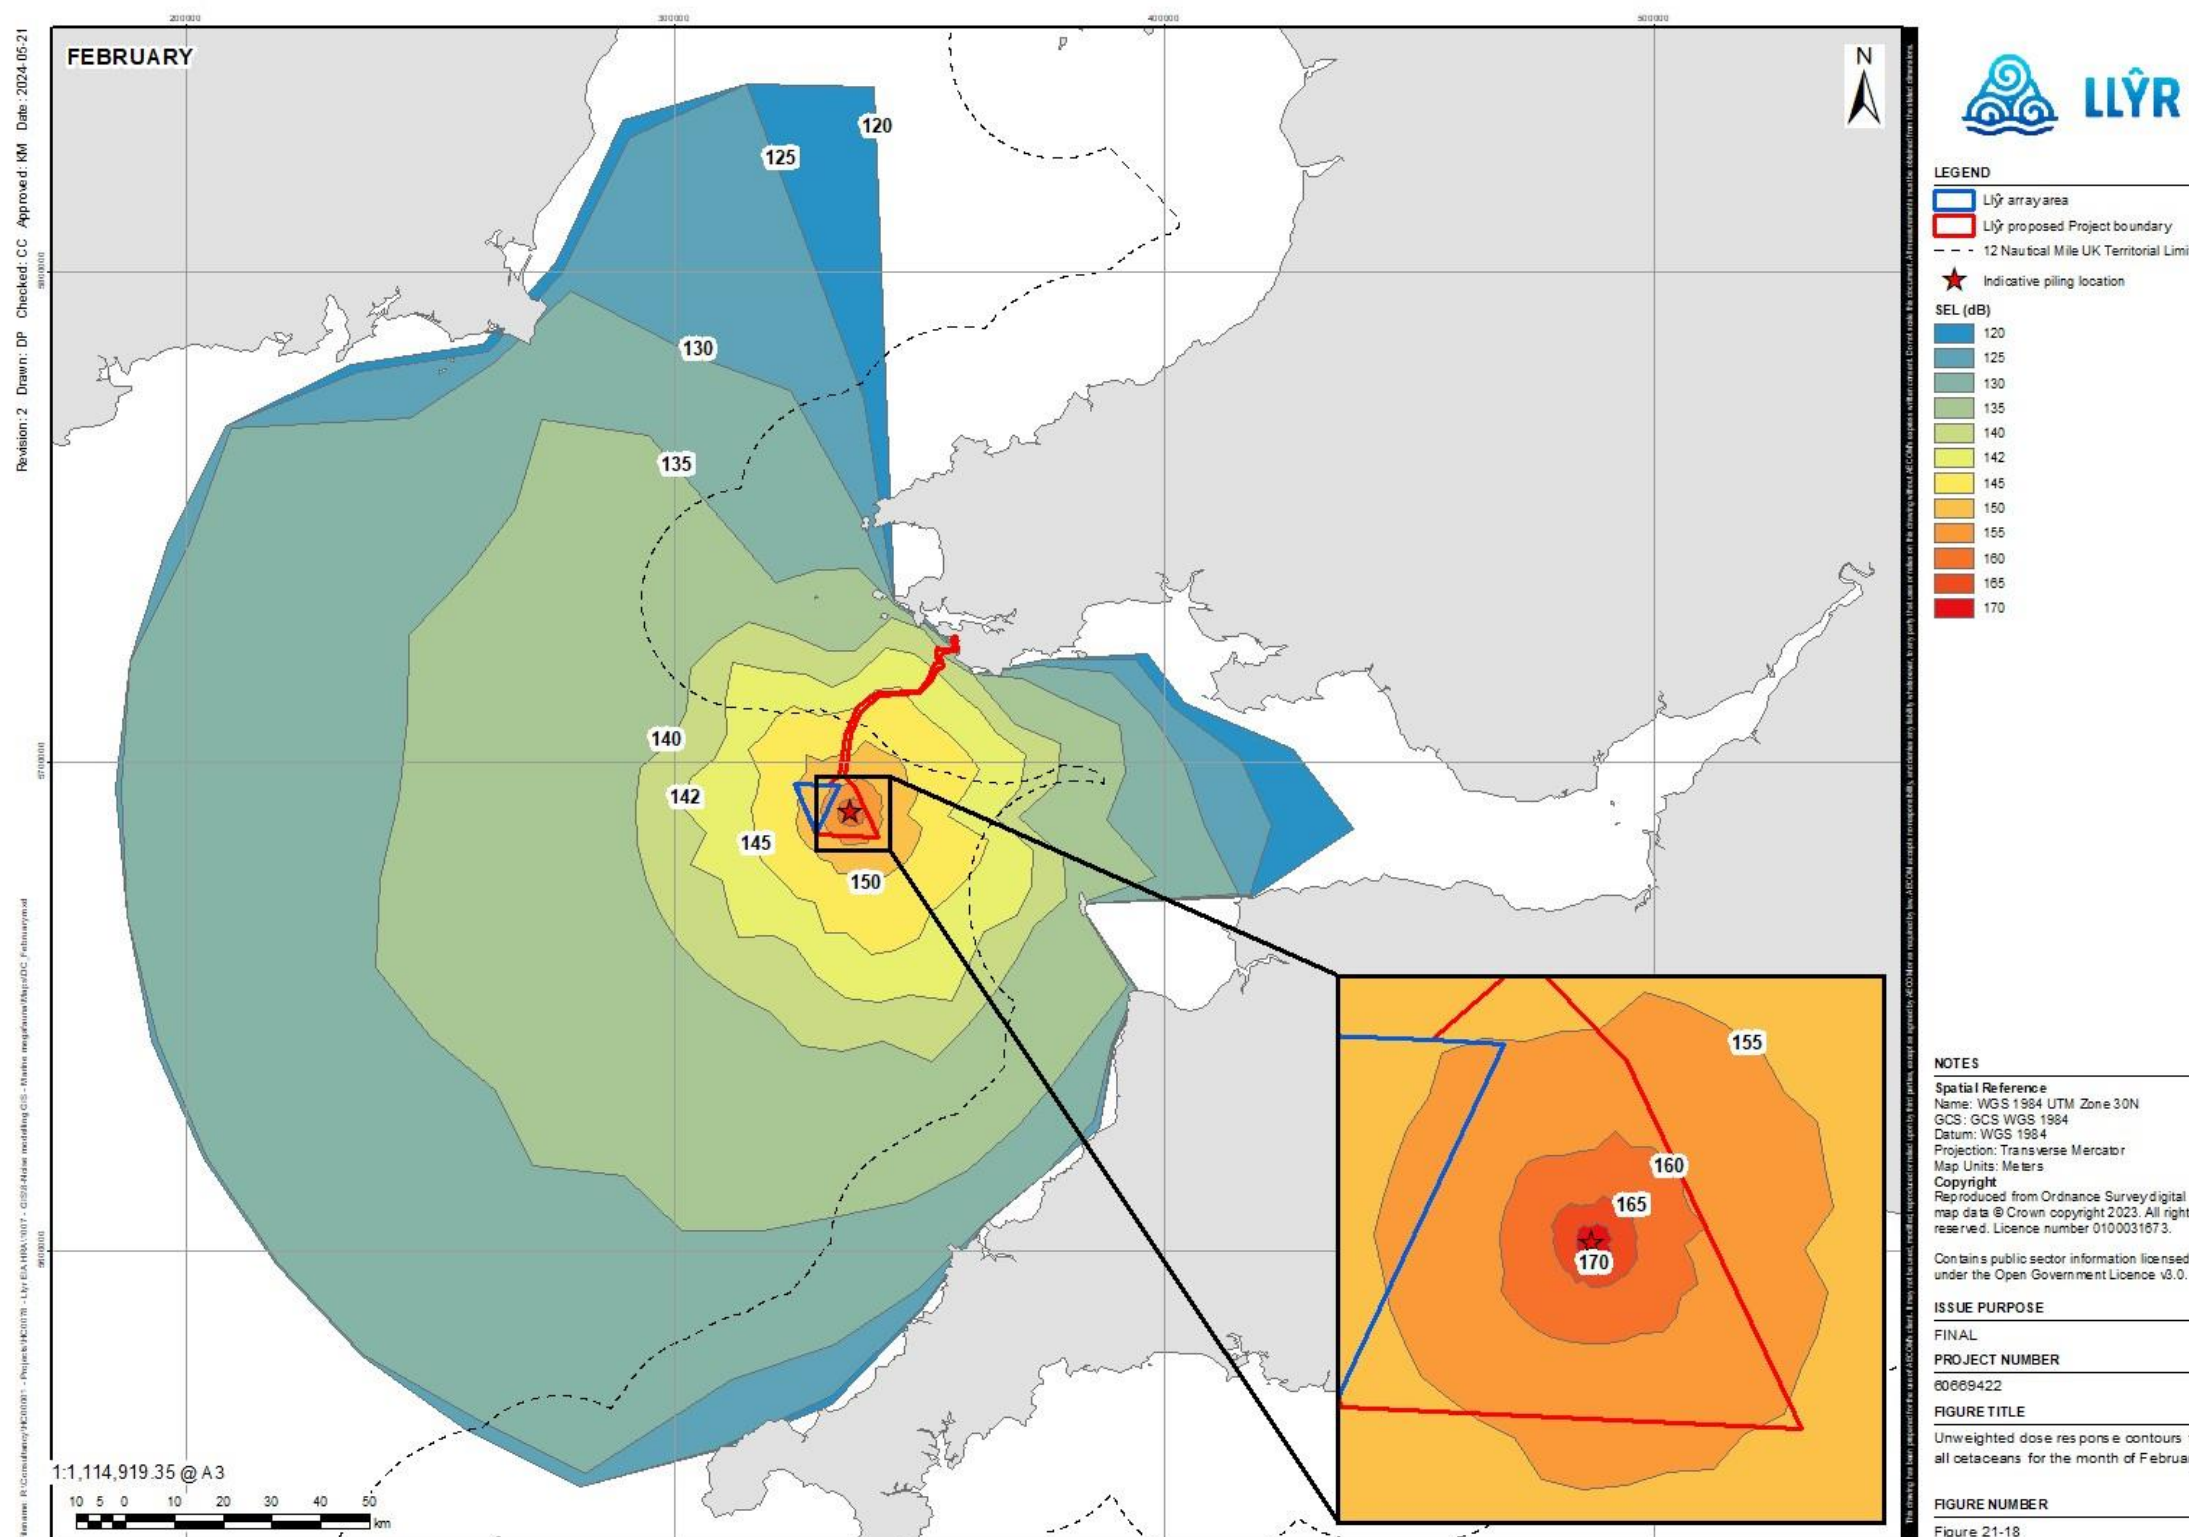 200000
300000
400000
500000
FEBRUARY
N
Revision: 2 Drawn: DP Checked: CC Approved: KM Date: 2024-05-21
120
125
130
135
140
142
145
150
155
160
165
170
1:1,114,919.35 @ A3
10 5 0 10 20 30 40 50
km
LLŶR
LEGEND
Llŷr array area
Llŷr proposed Project boundary
12 Nautical Mile UK Territorial Limi
Indicative piling location
SEL (dB)
120
125
130
135
140
142
145
150
155
160
165
170
NOTES
Spatial Reference
Name: WGS 1984 UTM Zone 30N
GCS: GCS WGS 1984
Datum: WGS 1984
Projection: Transverse Mercator
Map Units: Meters
Copyright
Reproduced from Ordnance Survey digital
map data © Crown copyright 2023. All right
reserved. Licence number 0100031673.
Contains public sector information licensed
under the Open Government Licence v3.0.
ISSUE PURPOSE
FINAL
PROJECT NUMBER
60669422
FIGURE TITLE
Unweighted dose response contours
all cetaceans for the month of Februa
FIGURE NUMBER
Figure 21-18